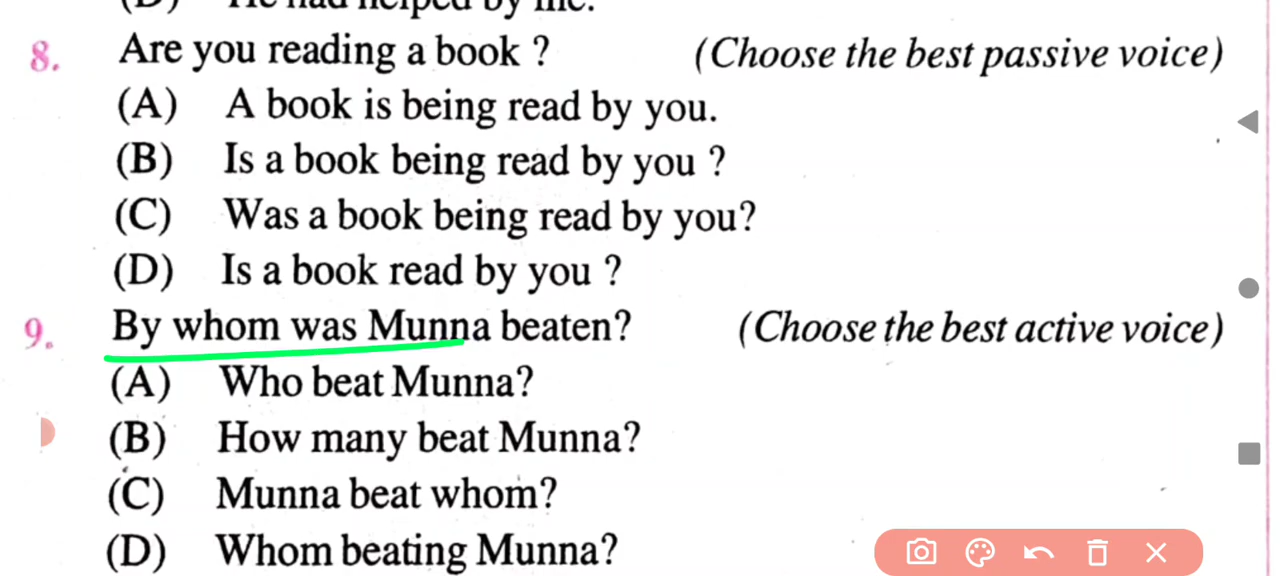 8. Are you reading a book ? (Choose the best passive voice)
(A) A book is being read by you.
(B) Is a book being read by you ?
(C) Was a book being read by you?
(D) Is a book read by you ?
9. By whom was Munna beaten? (Choose the best active voice)
(A) Who beat Munna?
(B) How many beat Munna?
(C) Munna beat whom?
(D) Whom beating Munna?